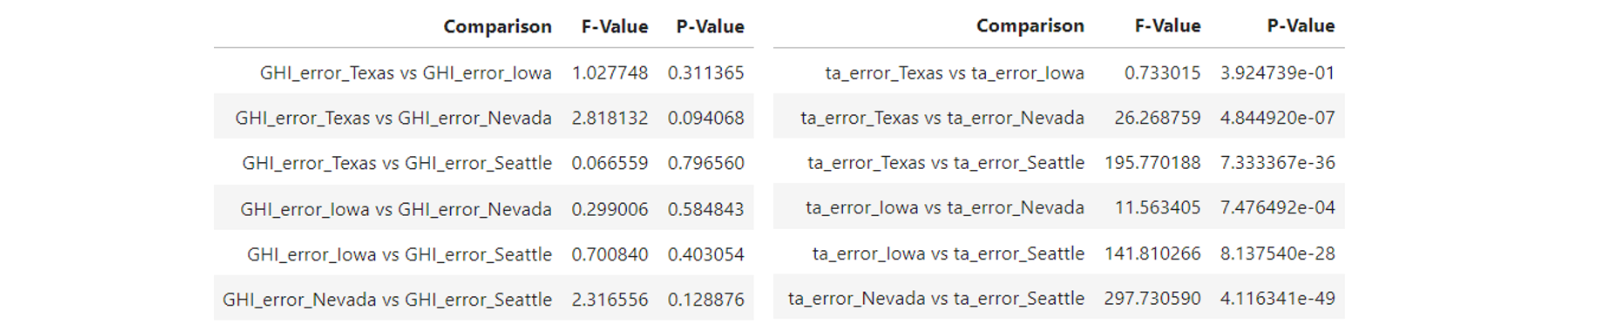 Comparison F-Value P-Value
GHI_error_Texas vs GHI_error_Iowa 1.027748 0.311365
GHI_error_Texas vs GHI_error_Nevada 2.818132 0.094068
GHI_error_Texas vs GHI_error_Seattle 0.066559 0.796560
GHI_error_Iowa vs GHI_error_Nevada 0.299006 0.584843
GHI_error_Iowa vs GHI_error_Seattle 0.700840 0.403054
GHI_error_Nevada vs GHI_error_Seattle 2.316556 0.128876
Comparison F-Value P-Value
ta_error_Texas vs ta_error_Iowa 0.733015 3.924739e-01
ta_error_Texas vs ta_error_Nevada 26.268759 4.844920e-07
ta_error_Texas vs ta_error_Seattle 195.770188 7.333367e-36
ta_error_Iowa vs ta_error_Nevada 11.563405 7.476492e-04
ta_error_Iowa vs ta_error_Seattle 141.810266 8.137540e-28
ta_error_Nevada vs ta_error_Seattle 297.730590 4.116341e-49